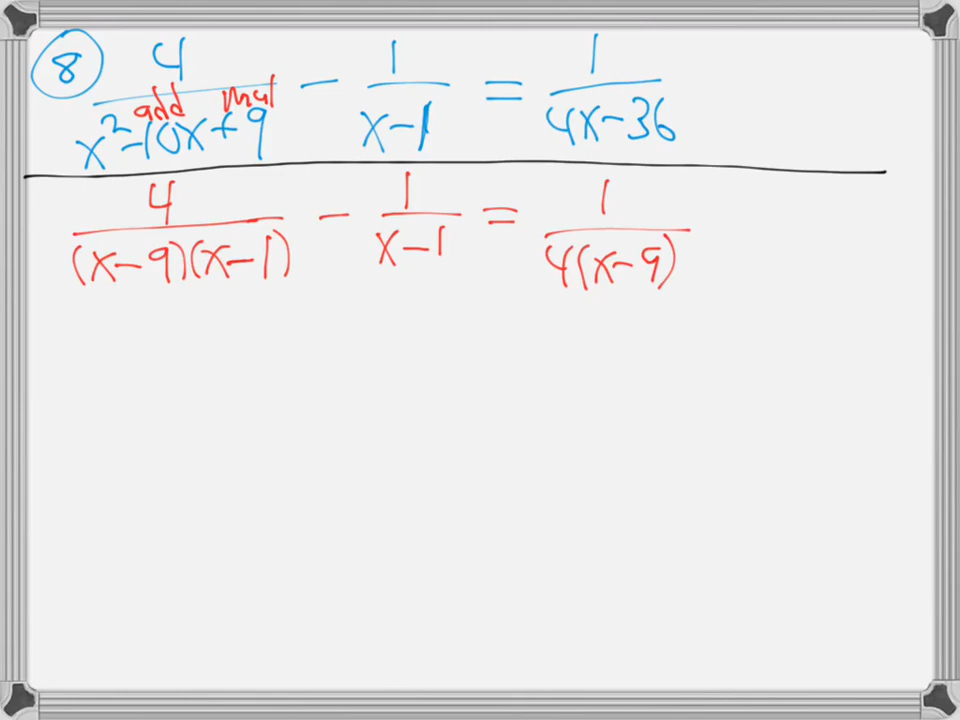 ⑧ 4/(x²-10x+9) - 1/(x-1) = 1/(4x-36)
add mul
4/((x-9)(x-1)) - 1/(x-1) = 1/(4(x-9))